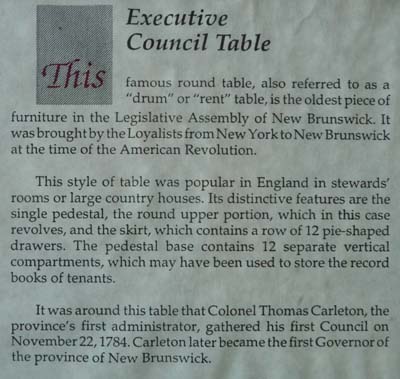 Executive
Council Table
This
famous round table, also referred to as a
"drum" or "rent" table, is the oldest piece of
furniture in the Legislative Assembly of New Brunswick. It
was brought by the Loyalists from New York to New Brunswick
at the time of the American Revolution.
This style of table was popular in England in stewards'
rooms or large country houses. Its distinctive features are the
single pedestal, the round upper portion, which in this case
revolves, and the skirt, which contains a row of 12 pie-shaped
drawers. The pedestal base contains 12 separate vertical
compartments, which may have been used to store the record
books of tenants.
It was around this table that Colonel Thomas Carleton, the
province's first administrator, gathered his first Council on
November 22, 1784. Carleton later became the first Governor of
the province of New Brunswick.